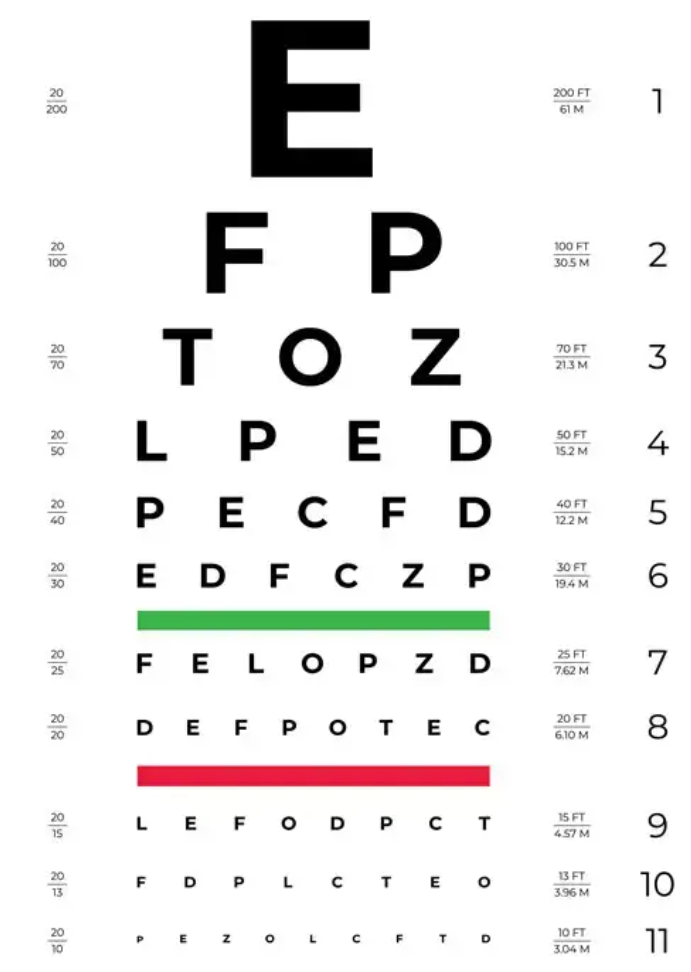 20/200 E 200 FT/61 M 1
20/100 F P 100 FT/30.5 M 2
20/70 T O Z 70 FT/21.3 M 3
20/50 L P E D 50 FT/15.2 M 4
20/40 P E C F D 40 FT/12.2 M 5
20/30 E D F C Z P 30 FT/19.4 M 6
20/25 F E L O P Z D 25 FT/7.62 M 7
20/20 D E F P O T E C 20 FT/6.10 M 8
20/15 L E F O D P C T 15 FT/4.57 M 9
20/13 F D P L C T E O 13 FT/3.96 M 10
20/10 P E Z O L C F T D 10 FT/3.04 M 11